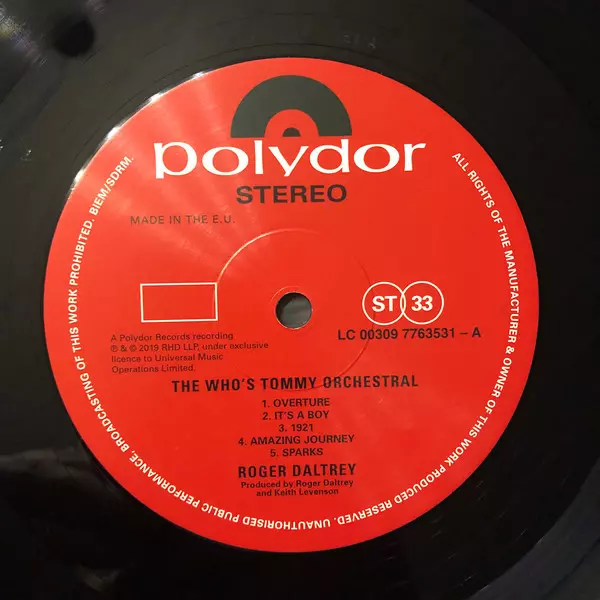 polydor
STEREO
MADE IN THE E.U.
ST 33
LC 00309 7763531 – A
A Polydor Records recording
℗ & © 2019 RHD LLP, under exclusive
licence to Universal Music
Operations Limited.
THE WHO'S TOMMY ORCHESTRAL
1. OVERTURE
2. IT'S A BOY
3. 1921
4. AMAZING JOURNEY
5. SPARKS
ROGER DALTREY
Produced by Roger Daltrey
and Keith Levenson
ALL RIGHTS OF THE MANUFACTURER & OWNER OF THIS WORK PRODUCED RESERVED. UNAUTHORISED PUBLIC PERFORMANCE, BROADCASTING OF THIS WORK PROHIBITED. BIEM/SDRM.